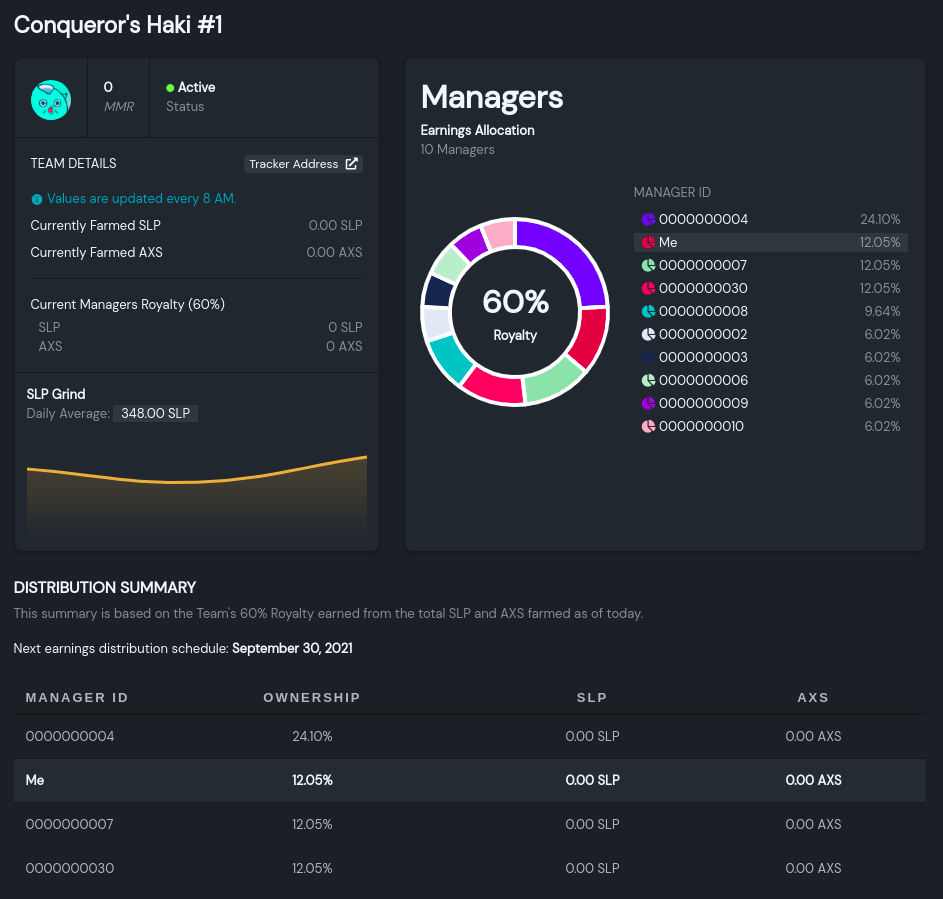 Conqueror's Haki #1
0
MMR
Active
Status
TEAM DETAILS
Tracker Address
Values are updated every 8 AM.
Currently Farmed SLP 0.00 SLP
Currently Farmed AXS 0.00 AXS
Current Managers Royalty (60%)
SLP 0 SLP
AXS 0 AXS
SLP Grind
Daily Average: 348.00 SLP
Managers
Earnings Allocation
10 Managers
60%
Royalty
MANAGER ID
0000000004 24.10%
Me 12.05%
0000000007 12.05%
0000000030 12.05%
0000000008 9.64%
0000000002 6.02%
0000000003 6.02%
0000000006 6.02%
0000000009 6.02%
0000000010 6.02%
DISTRIBUTION SUMMARY
This summary is based on the Team's 60% Royalty earned from the total SLP and AXS farmed as of today.
Next earnings distribution schedule: September 30, 2021
MANAGER ID OWNERSHIP SLP AXS
0000000004 24.10% 0.00 SLP 0.00 AXS
Me 12.05% 0.00 SLP 0.00 AXS
0000000007 12.05% 0.00 SLP 0.00 AXS
0000000030 12.05% 0.00 SLP 0.00 AXS